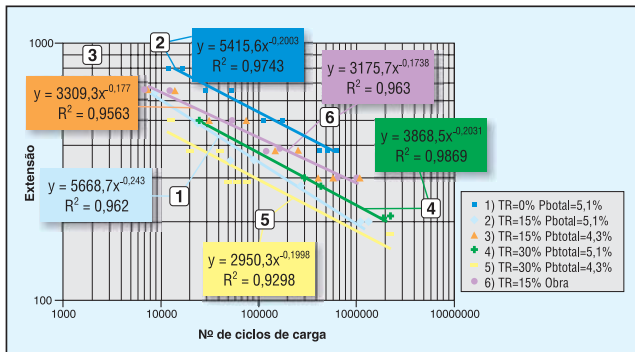 1000
3
2
y = 5415,6x-0,2003
R2 = 0,9743
y = 3175,7x-0,1738
R2 = 0,963
y = 3309,3x-0,177
R2 = 0,9563
6
y = 3868,5x-0,2031
R2 = 0,9869
Extensão
y = 5668,7x-0,243
R2 = 0,962
1
4
5
y = 2950,3x-0,1998
R2 = 0,9298
1) TR=0% Pbtotal=5,1%
2) TR=15% Pbtotal=5,1%
3) TR=15% Pbtotal=4,3%
4) TR=30% Pbtotal=5,1%
5) TR=30% Pbtotal=4,3%
6) TR=15% Obra
100
1000
10000
100000
1000000
10000000
Nº de ciclos de carga